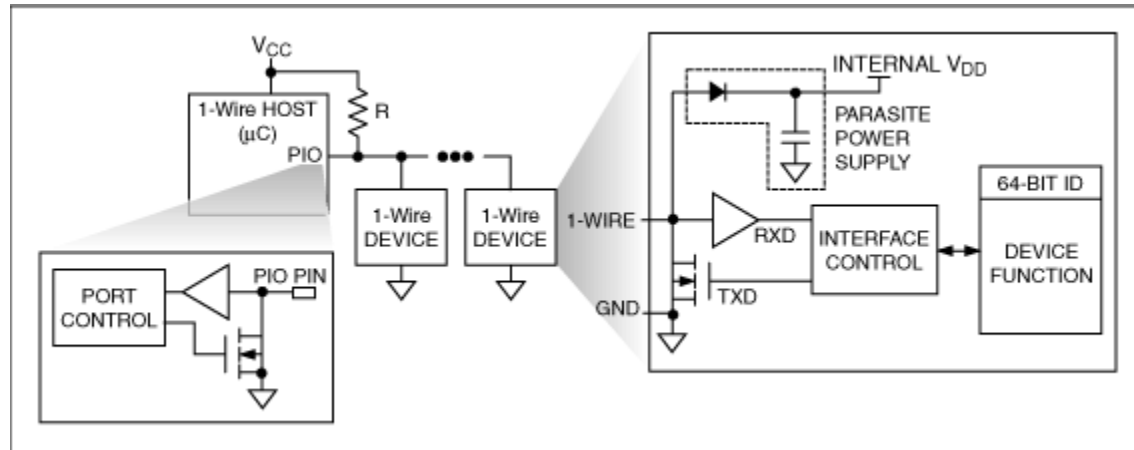 VCC
1-Wire HOST
(µC)
R
PIO
1-Wire
DEVICE
1-Wire
DEVICE
PORT
CONTROL
PIO PIN
INTERNAL VDD
PARASITE
POWER
SUPPLY
1-WIRE
RXD
TXD
GND
INTERFACE
CONTROL
64-BIT ID
DEVICE
FUNCTION